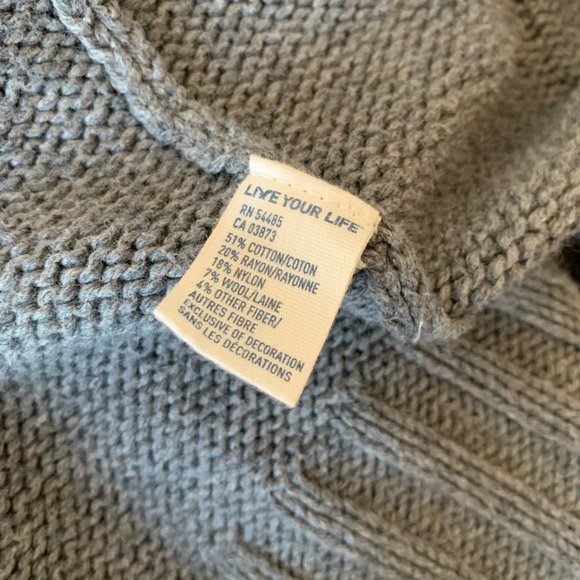 LIVE YOUR LIFE
RN 54485
CA 03873
51% COTTON/COTON
20% RAYON/RAYONNE
18% NYLON
7% WOOL/LAINE
4% OTHER FIBER/
AUTRES FIBRE
EXCLUSIVE OF DECORATION
SANS LES DÉCORATIONS